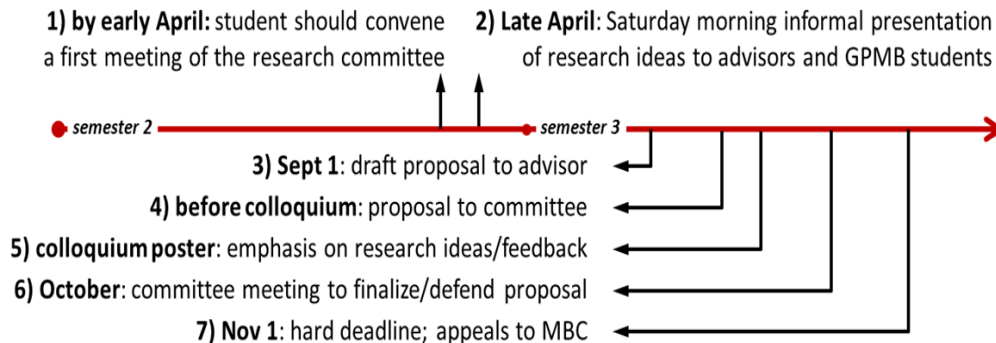 1) by early April: student should convene
a first meeting of the research committee
2) Late April: Saturday morning informal presentation
of research ideas to advisors and GPMB students
semester 2
semester 3
3) Sept 1: draft proposal to advisor
4) before colloquium: proposal to committee
5) colloquium poster: emphasis on research ideas/feedback
6) October: committee meeting to finalize/defend proposal
7) Nov 1: hard deadline; appeals to MBC